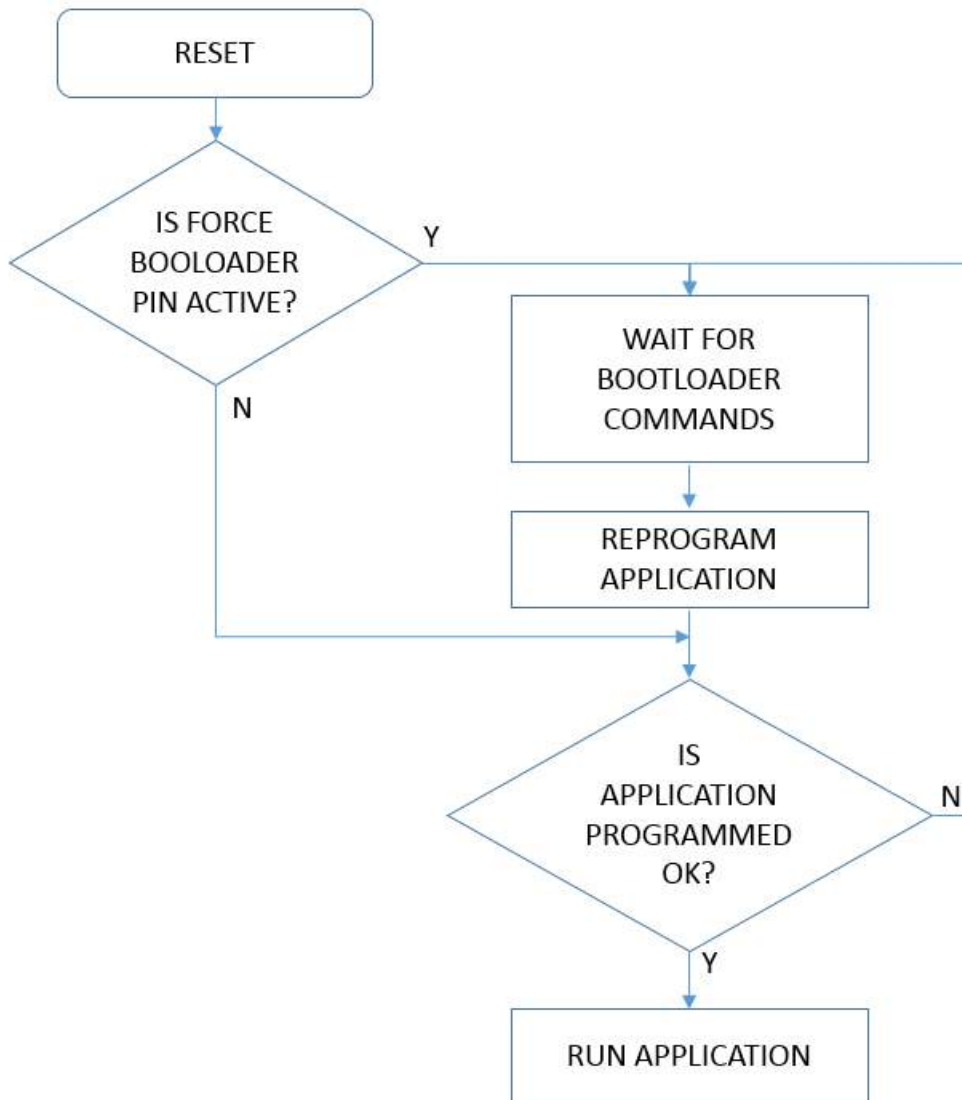 RESET
IS FORCE
BOOLOADER
PIN ACTIVE?
Y
N
WAIT FOR
BOOTLOADER
COMMANDS
REPROGRAM
APPLICATION
IS
APPLICATION
PROGRAMMED
OK?
N
Y
RUN APPLICATION